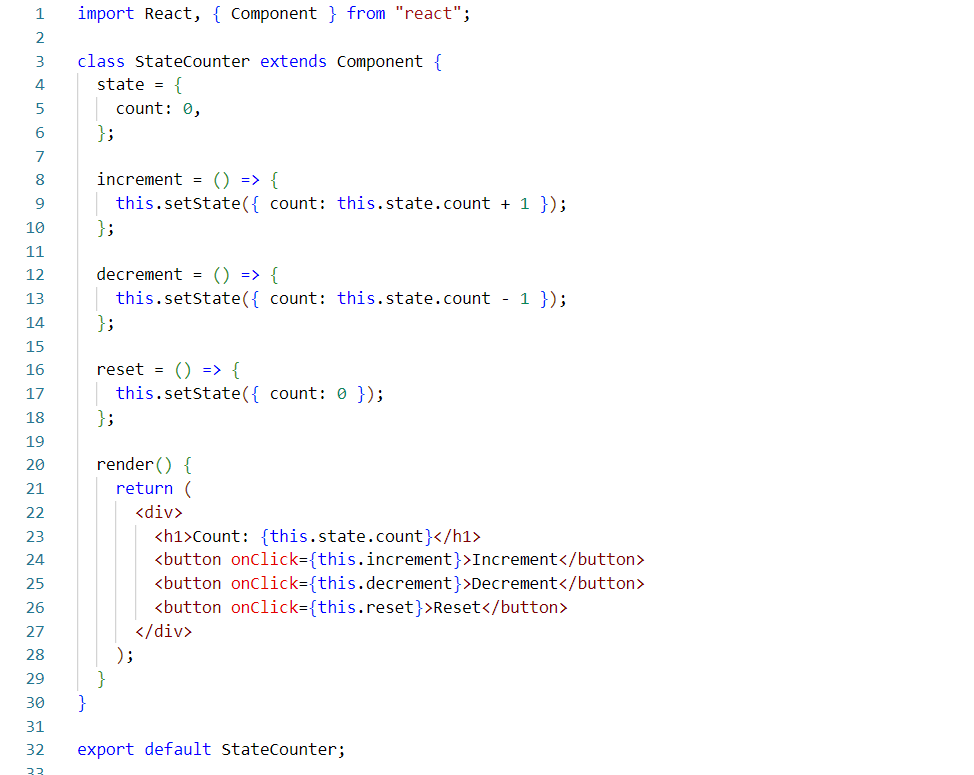 1 import React, { Component } from "react";
2
3 class StateCounter extends Component {
4 state = {
5 count: 0,
6 };
7
8 increment = () => {
9 this.setState({ count: this.state.count + 1 });
10 };
11
12 decrement = () => {
13 this.setState({ count: this.state.count - 1 });
14 };
15
16 reset = () => {
17 this.setState({ count: 0 });
18 };
19
20 render() {
21 return (
22 <div>
23 <h1>Count: {this.state.count}</h1>
24 <button onClick={this.increment}>Increment</button>
25 <button onClick={this.decrement}>Decrement</button>
26 <button onClick={this.reset}>Reset</button>
27 </div>
28 );
29 }
30 }
31
32 export default StateCounter;
33